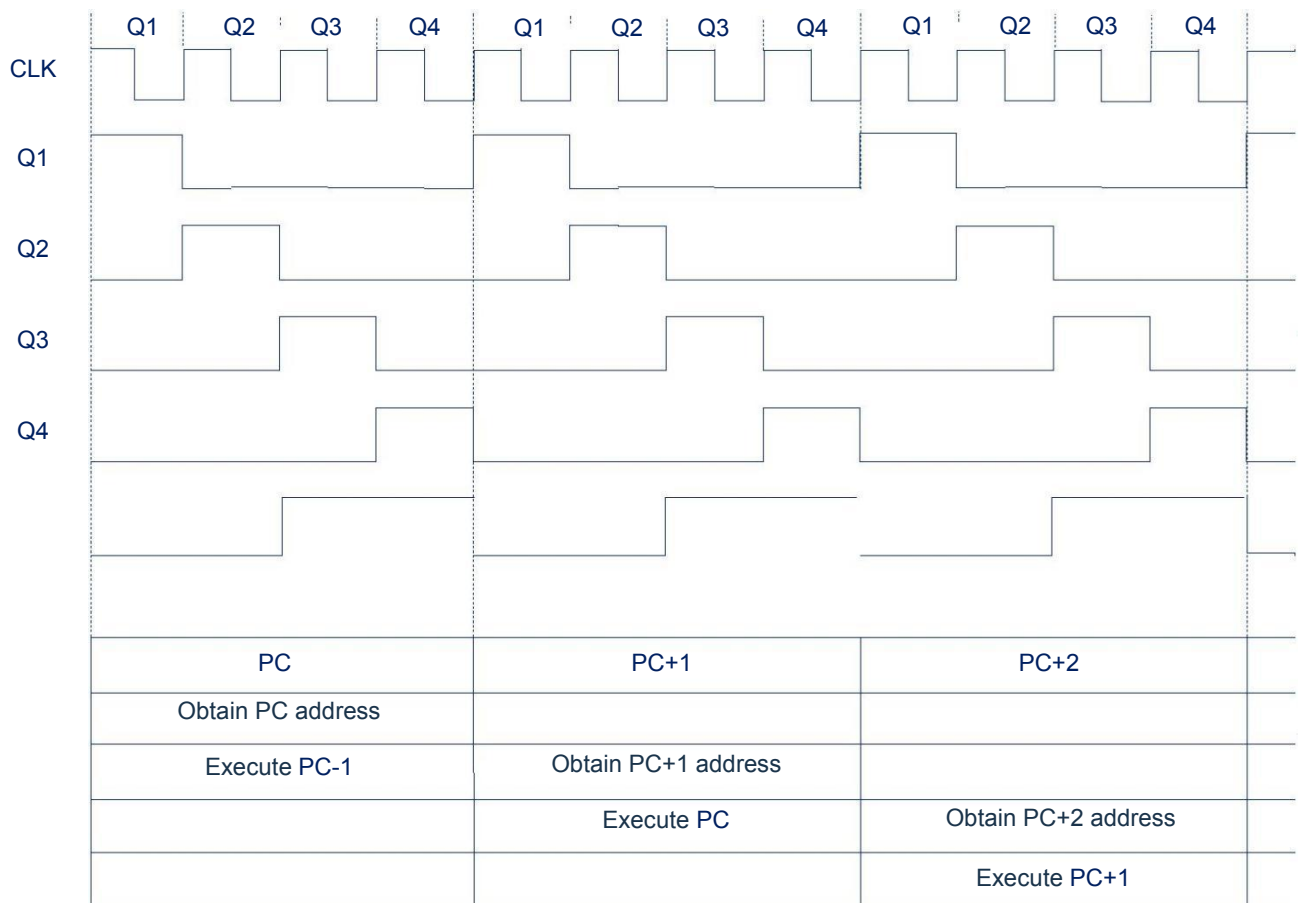 Q1 Q2 Q3 Q4 Q1 Q2 Q3 Q4 Q1 Q2 Q3 Q4
CLK
Q1
Q2
Q3
Q4
PC PC+1 PC+2
Obtain PC address
Execute PC-1 Obtain PC+1 address
Execute PC Obtain PC+2 address
Execute PC+1